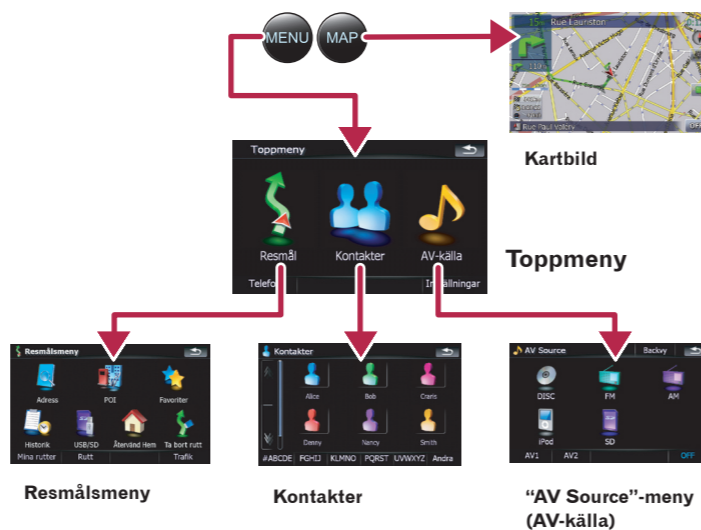 MENU MAP
15m Rue Lauriston
Rue Paul Valéry
Kartbild
Toppmeny
Resmål Kontakter AV-källa
Toppmeny
Resmålsmeny
Adress POI Favoriter
Historik USB/SD Återvänd Hem Ta bort rutt
Mina rutter Rutt Trafik
Resmålsmeny
Kontakter
Alice Bob Craris
Denny Nancy Smith
#ABCDE FGHIJ KLMNO PQRST UVWXYZ Andra
Kontakter
AV Source Backvy
DISC FM AM
iPod SD
AV1 AV2 OFF
“AV Source”-meny
(AV-källa)